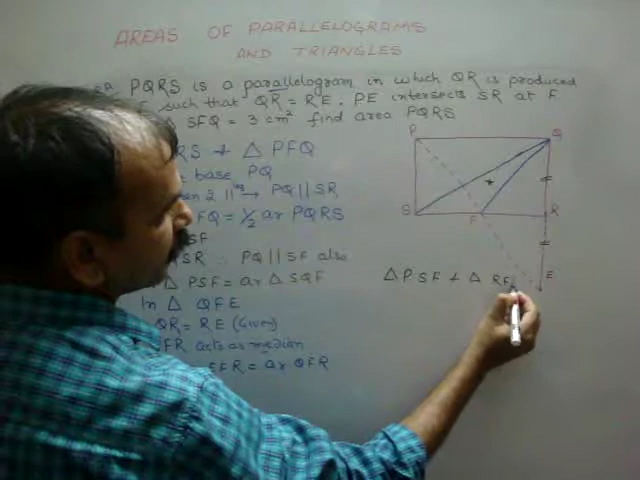 AREAS OF PARALLELOGRAMS
AND TRIANGLES
PQRS is a parallelogram in which QR is produced
such that QR = RE. PE intersects SR at F.
Δ SFQ = 3 cm² find area PQRS
RS + Δ PFQ
base PQ
2 ||lgs → PQ || SR
FQ = 1/2 ar PQRS
SF
SR ∴ PQ || SF also
Δ PSF = ar Δ SQF
In Δ QFE
QR = RE (Given)
FR acts as median
EFR = ar QFR
P
Q
S
F
R
E
Δ PSF + Δ RF